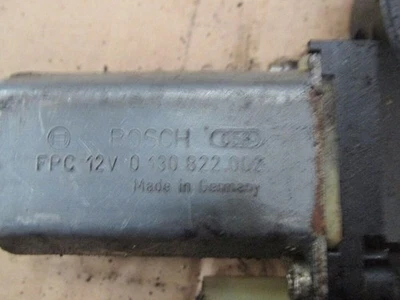 BOSCH
FPC 12V 0 130 822 002
Made in Germany